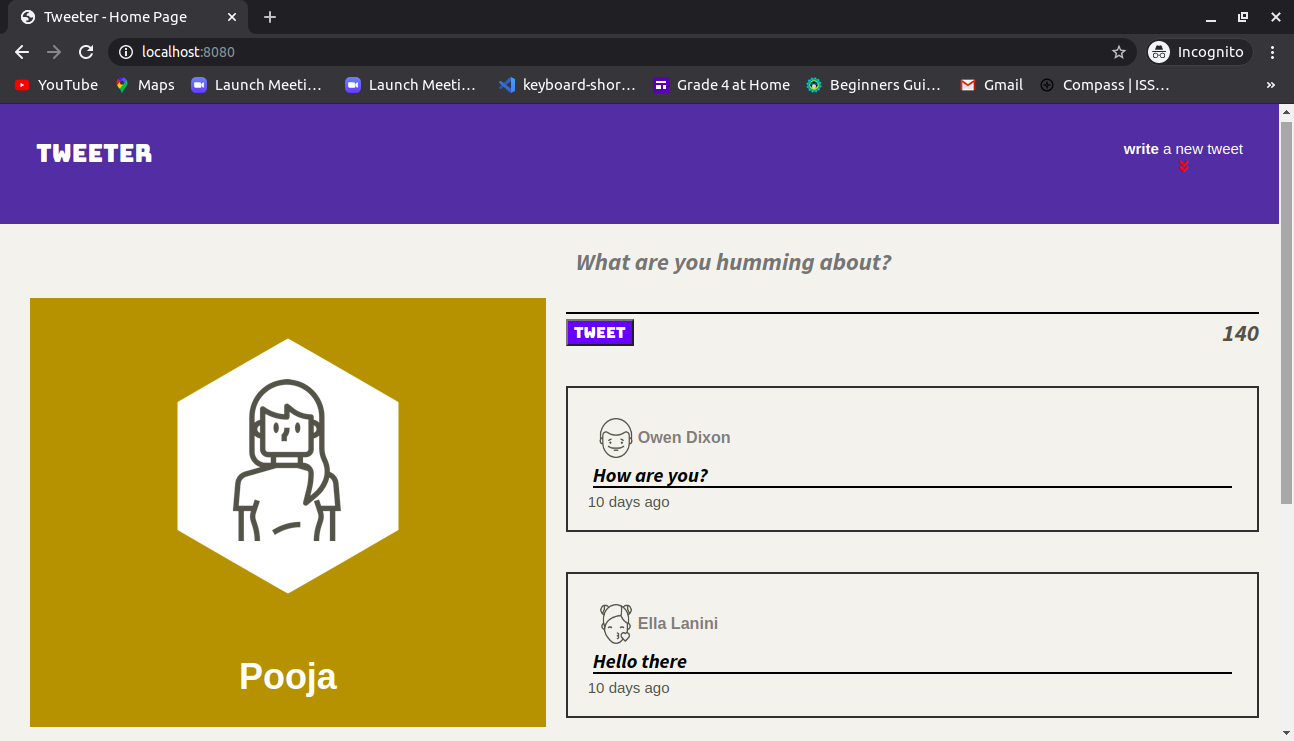 Tweeter - Home Page
localhost:8080
Incognito
YouTube Maps Launch Meeti… Launch Meeti… keyboard-shor… Grade 4 at Home Beginners Gui… Gmail Compass | ISS… »
TWEETER
write a new tweet
What are you humming about?
TWEET 140
Owen Dixon
How are you?
10 days ago
Ella Lanini
Hello there
10 days ago
Pooja